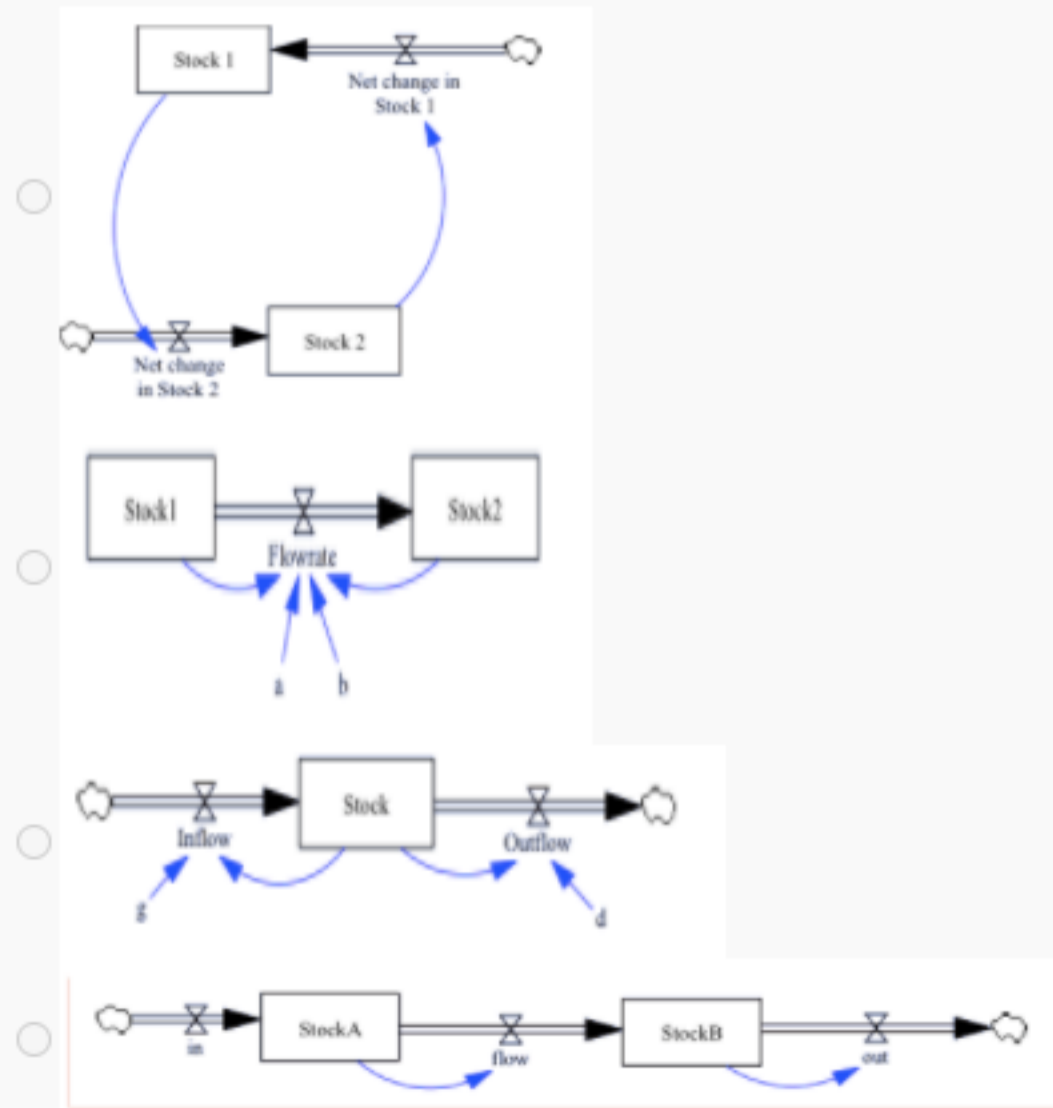 Stock 1
Net change in
Stock 1
Stock 2
Net change
in Stock 2
Stock1
Stock2
Flowrate
a
b
Stock
Inflow
Outflow
g
d
StockA
StockB
in
flow
out